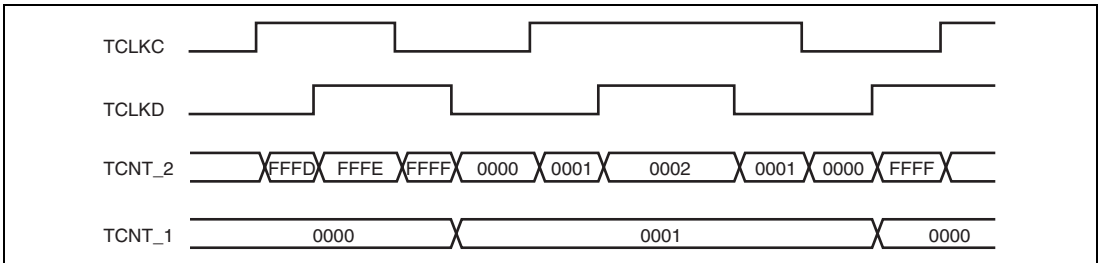 TCLKC
TCLKD
TCNT_2 FFFD FFFE FFFF 0000 0001 0002 0001 0000 FFFF
TCNT_1 0000 0001 0000